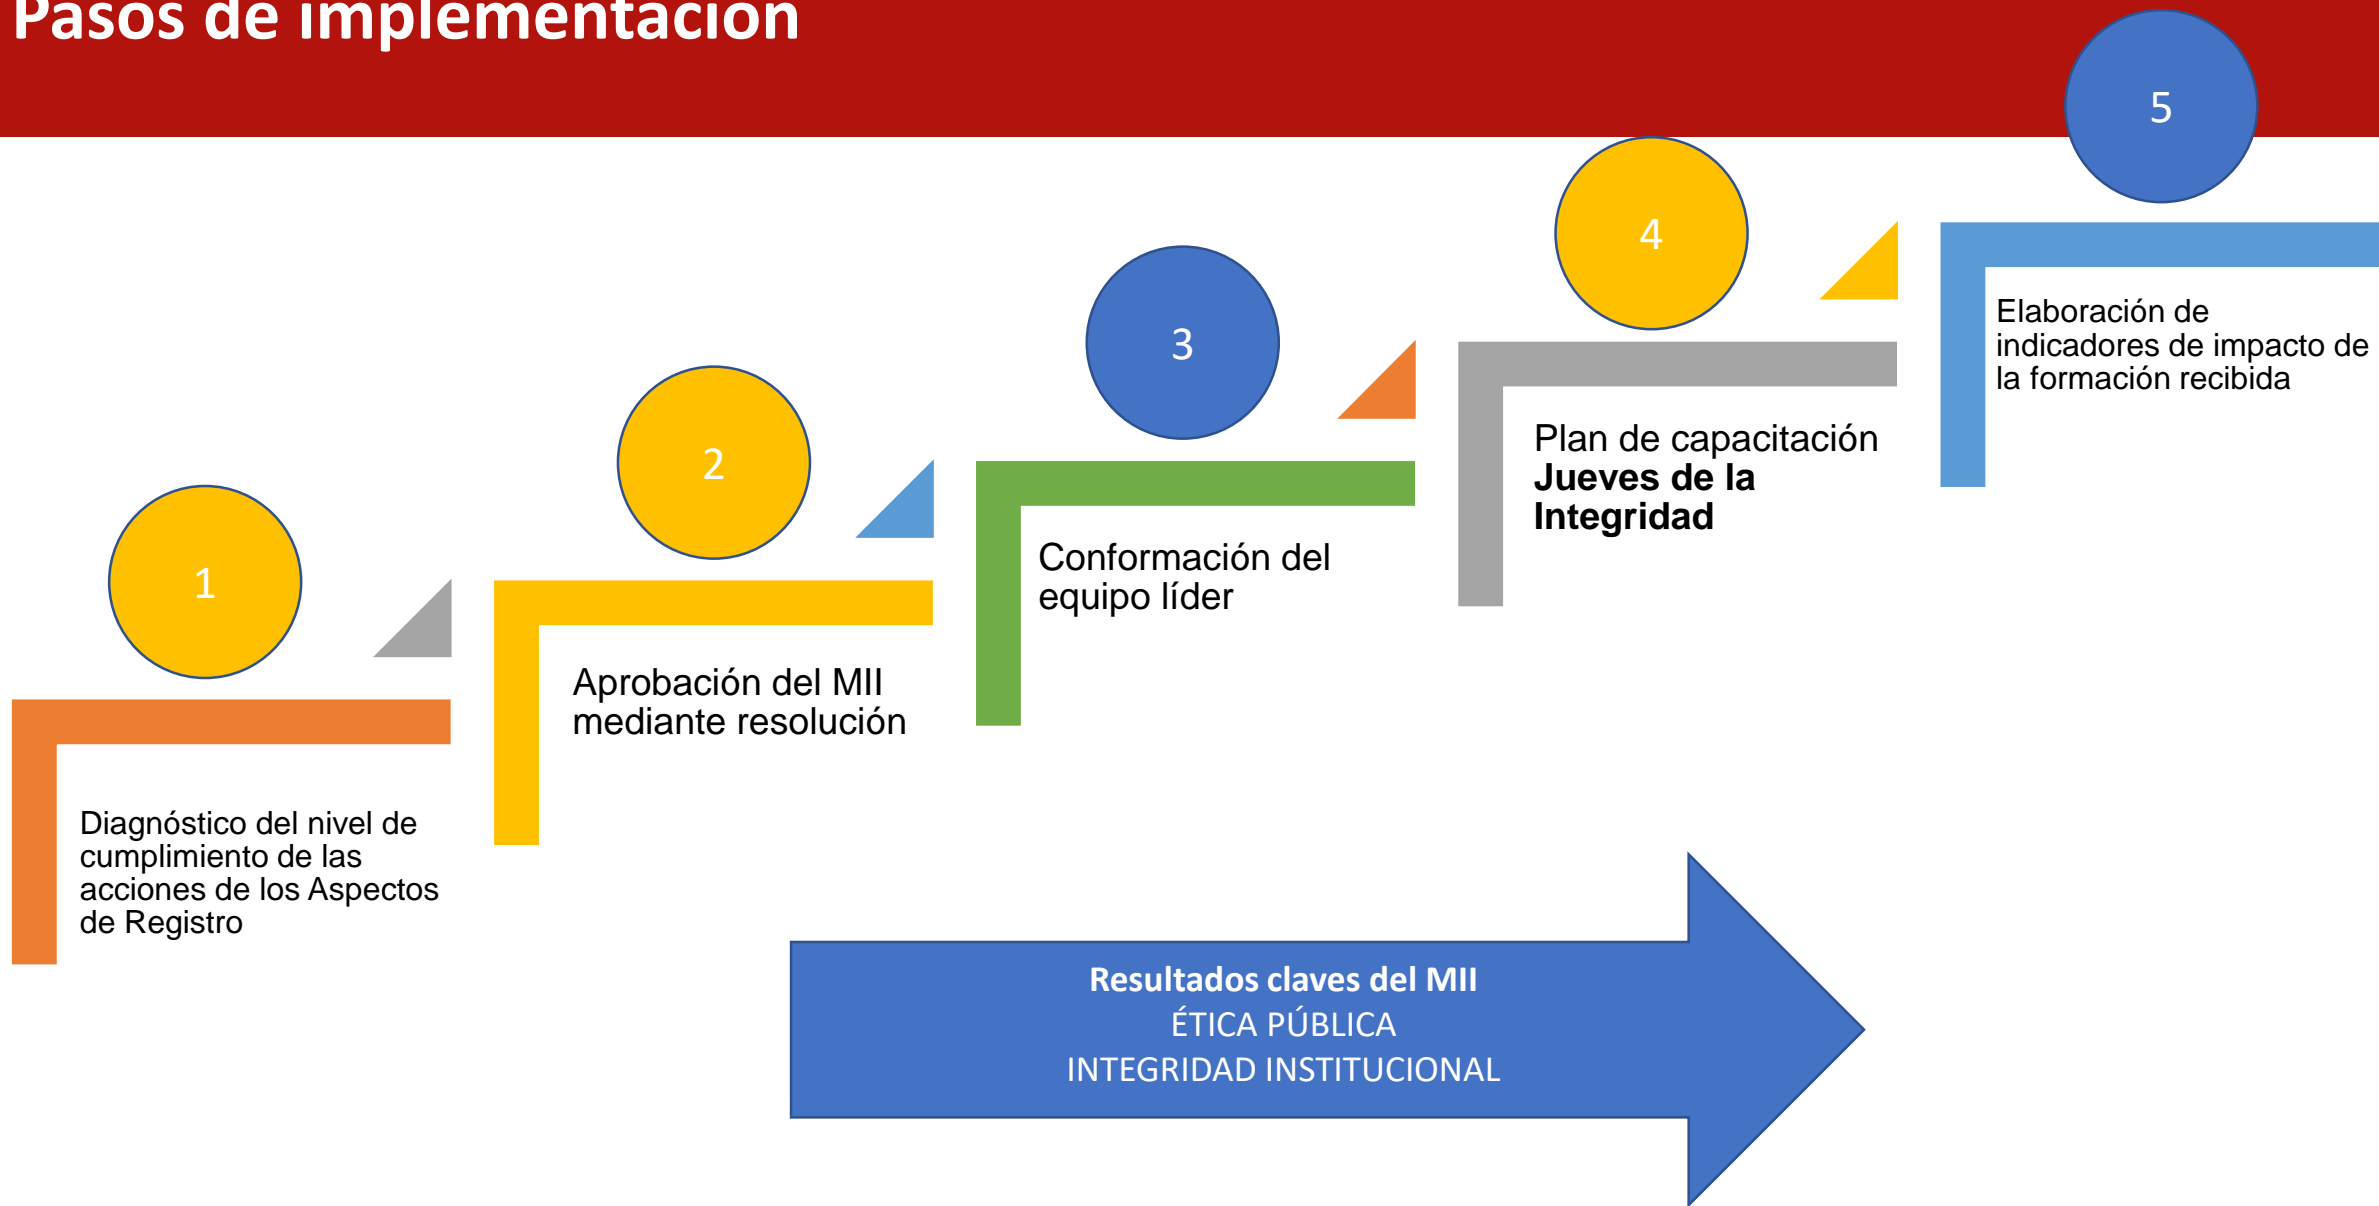 Pasos de implementación
1
Diagnóstico del nivel de
cumplimiento de las
acciones de los Aspectos
de Registro
2
Aprobación del MII
mediante resolución
3
Conformación del
equipo líder
4
Plan de capacitación
Jueves de la
Integridad
5
Elaboración de
indicadores de impacto de
la formación recibida
Resultados claves del MII
ÉTICA PÚBLICA
INTEGRIDAD INSTITUCIONAL